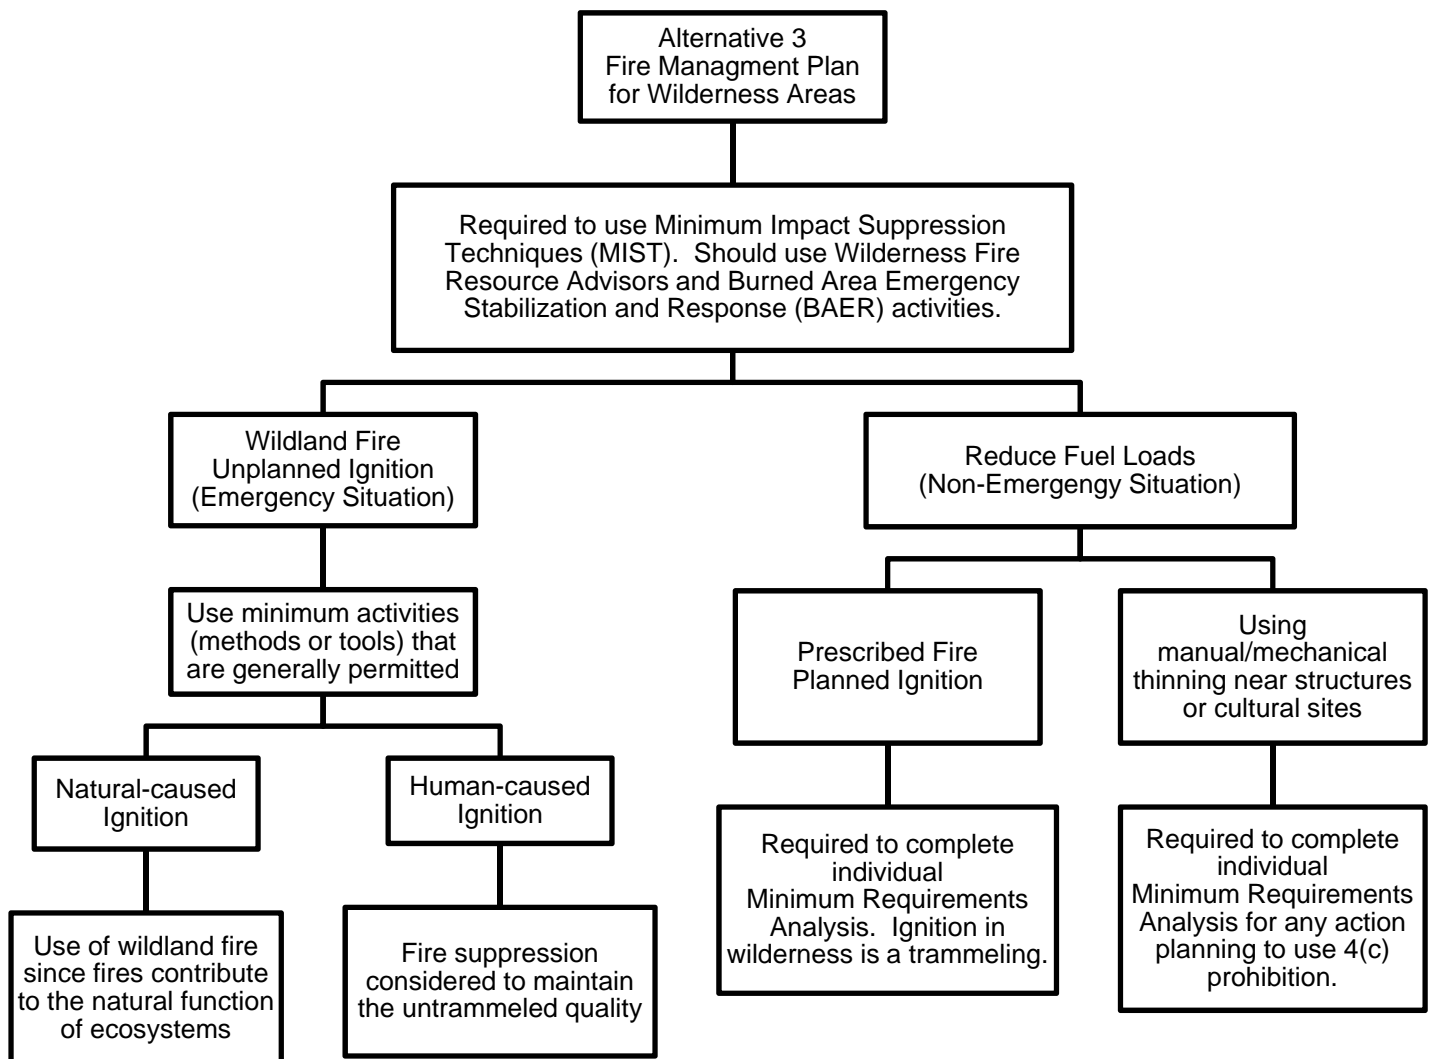 Alternative 3
Fire Managment Plan
for Wilderness Areas
Required to use Minimum Impact Suppression
Techniques (MIST).  Should use Wilderness Fire
Resource Advisors and Burned Area Emergency
Stabilization and Response (BAER) activities.
Wildland Fire
Unplanned Ignition
(Emergency Situation)
Reduce Fuel Loads
(Non-Emergengy Situation)
Use minimum activities
(methods or tools) that
are generally permitted
Prescribed Fire
Planned Ignition
Using
manual/mechanical
thinning near structures
or cultural sites
Natural-caused
Ignition
Human-caused
Ignition
Required to complete
individual
Minimum Requirements
Analysis.  Ignition in
wilderness is a trammeling.
Required to complete
individual
Minimum Requirements
Analysis for any action
planning to use 4(c)
prohibition.
Use of wildland fire
since fires contribute
to the natural function
of ecosystems
Fire suppression
considered to maintain
the untrammeled quality